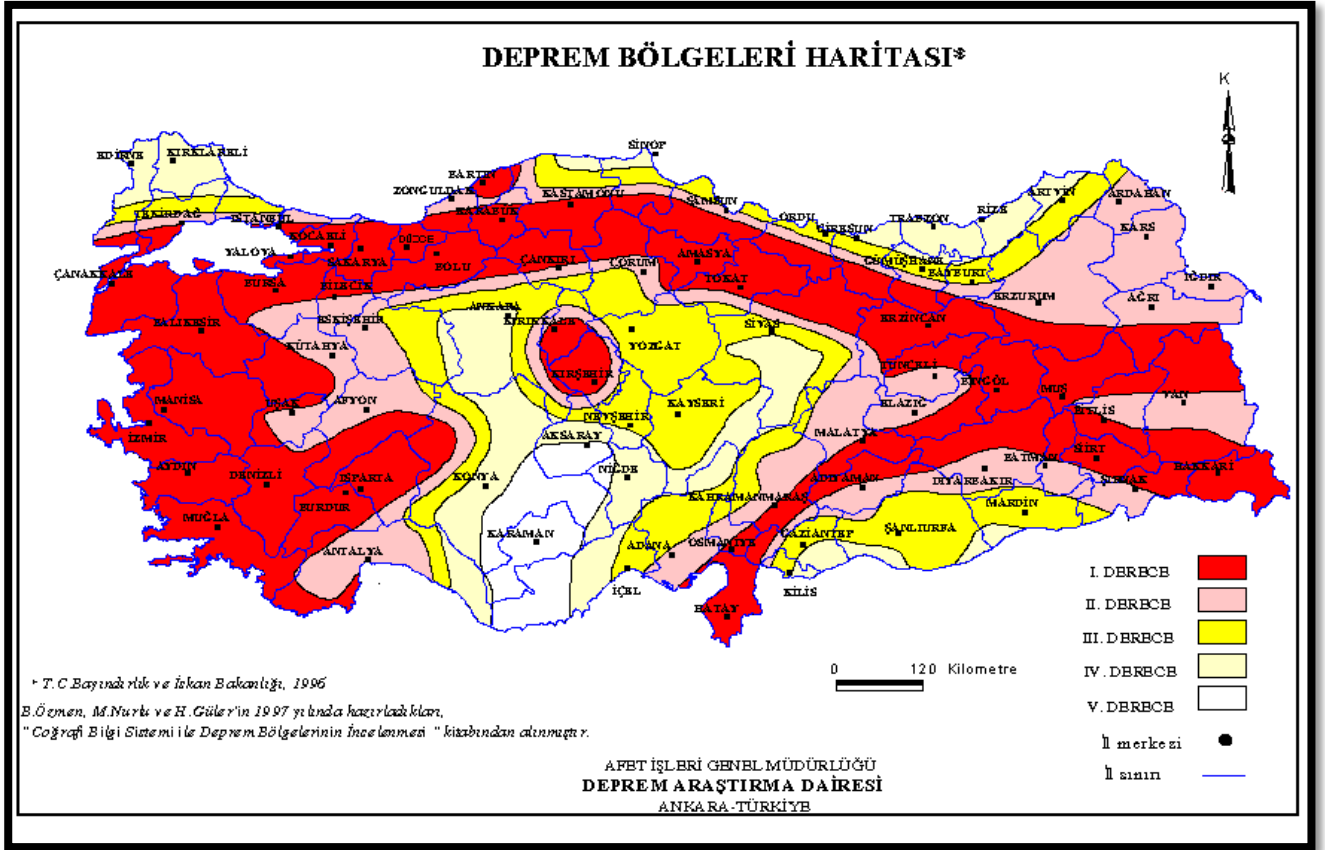 DEPREM BÖLGELERİ HARİTASI*
K
SİNOP
EDİRNE
KIRKLARELİ
BARTIN
ZONGULDAK
KASTAMONU
ARTVİN
ARDAHAN
TEKİRDAĞ
İSTANBUL
KARABÜK
SAMSUN
ORDU
GİRESUN
TRABZON
RİZE
KARS
KOCAELİ
DÜZCE
YALOVA
SAKARYA
BOLU
ÇANKIRI
ÇORUM
AMASYA
GÜMÜŞHANE
BAYBURT
ÇANAKKALE
BURSA
BİLECİK
TOKAT
ERZURUM
IĞDIR
AĞRI
BALIKESİR
ESKİŞEHİR
ANKARA
KIRIKKALE
SİVAS
ERZİNCAN
KÜTAHYA
YOZGAT
TUNCELİ
BİNGÖL
MUŞ
MANİSA
UŞAK
AFYON
KIRŞEHİR
NEVŞEHİR
KAYSERİ
ELAZIĞ
BİTLİS
VAN
İZMİR
AKSARAY
MALATYA
AYDIN
DENİZLİ
ISPARTA
KONYA
NİĞDE
BATMAN
SİİRT
HAKKARİ
BURDUR
KAHRAMANMARAŞ
ADIYAMAN
DİYARBAKIR
ŞIRNAK
MUĞLA
KARAMAN
ADANA
OSMANİYE
GAZİANTEP
ŞANLIURFA
MARDİN
ANTALYA
İÇEL
KİLİS
HATAY
I. DERECE
II. DERECE
III. DERECE
IV. DERECE
V. DERECE
İl merkezi
İl sınırı
0 120 Kilometre
* T.C Bayındırlık ve İskan Bakanlığı, 1996
B.Özmen, M.Nurlu ve H.Güler'in 1997 yılında hazırladıkları,
"Coğrafi Bilgi Sistemi ile Deprem Bölgelerinin İncelenmesi" kitabından alınmıştır.
AFET İŞLERİ GENEL MÜDÜRLÜĞÜ
DEPREM ARAŞTIRMA DAİRESİ
ANKARA-TÜRKİYE